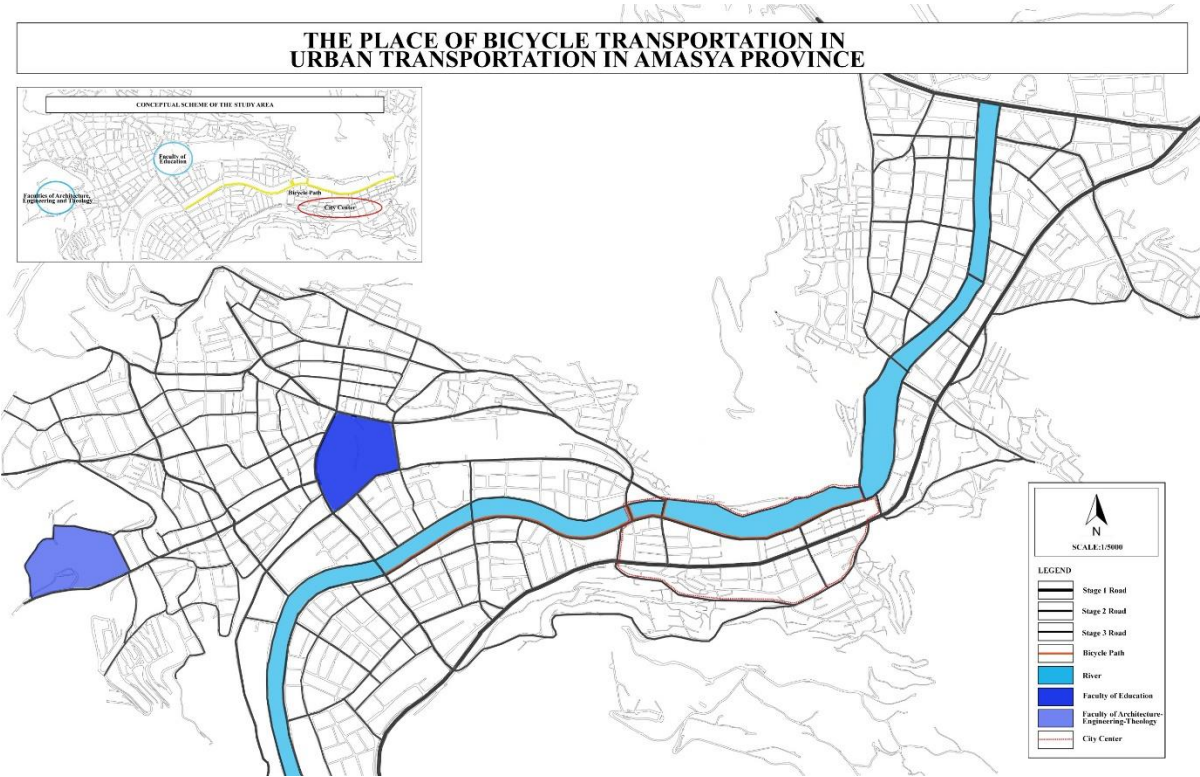 THE PLACE OF BICYCLE TRANSPORTATION IN
URBAN TRANSPORTATION IN AMASYA PROVINCE
CONCEPTUAL SCHEME OF THE STUDY AREA
Faculty of
Education
Faculties of Architecture,
Engineering and Theology
Bicycle Path
City Center
N
SCALE:1/5000
LEGEND
Stage 1 Road
Stage 2 Road
Stage 3 Road
Bicycle Path
River
Faculty of Education
Faculty of Architecture-
Engineering-Theology
City Center